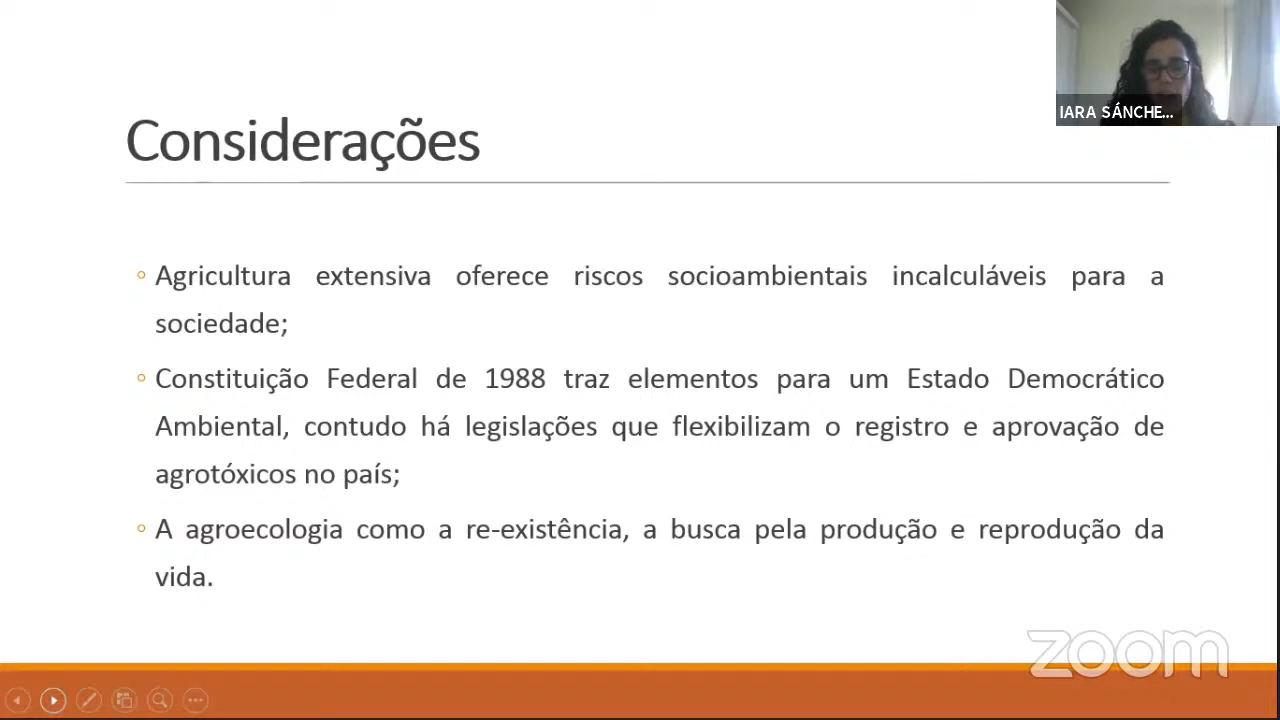 IARA SÁNCHE...
Considerações
Agricultura extensiva oferece riscos socioambientais incalculáveis para a
sociedade;
Constituição Federal de 1988 traz elementos para um Estado Democrático
Ambiental, contudo há legislações que flexibilizam o registro e aprovação de
agrotóxicos no país;
A agroecologia como a re-existência, a busca pela produção e reprodução da
vida.
zoom